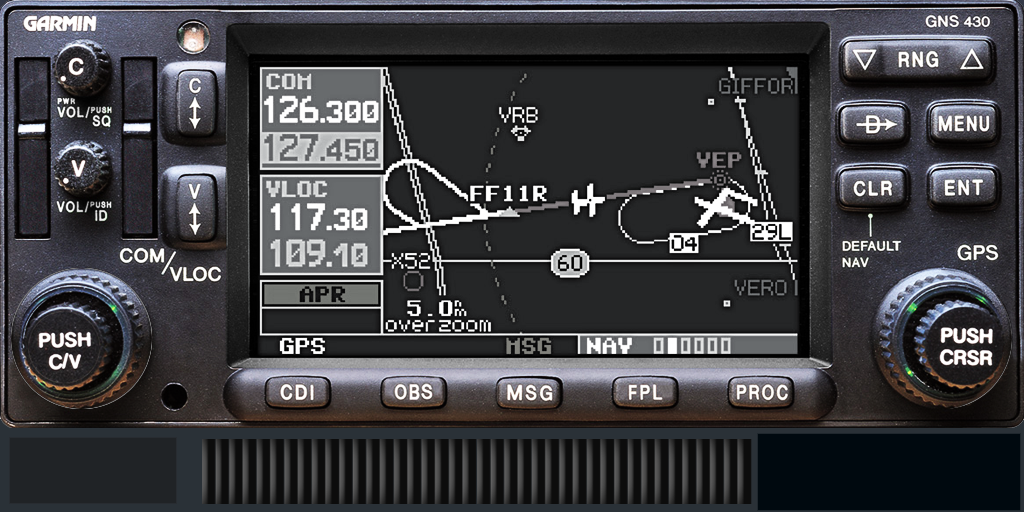 GARMIN
GNS 430
C
PWR
VOL/PUSH SQ
V
VOL/PUSH ID
C
V
COM/VLOC
PUSH
C/V
COM
126.300
127.450
VLOC
117.30
109.10
APR
GPS
MSG
NAV
GIFFOR
VRB
VEP
FF11R
29L
04
X52
60
5.0nm
overzoom
VERO
RNG
D
MENU
CLR
ENT
DEFAULT
NAV
GPS
PUSH
CRSR
CDI
OBS
MSG
FPL
PROC